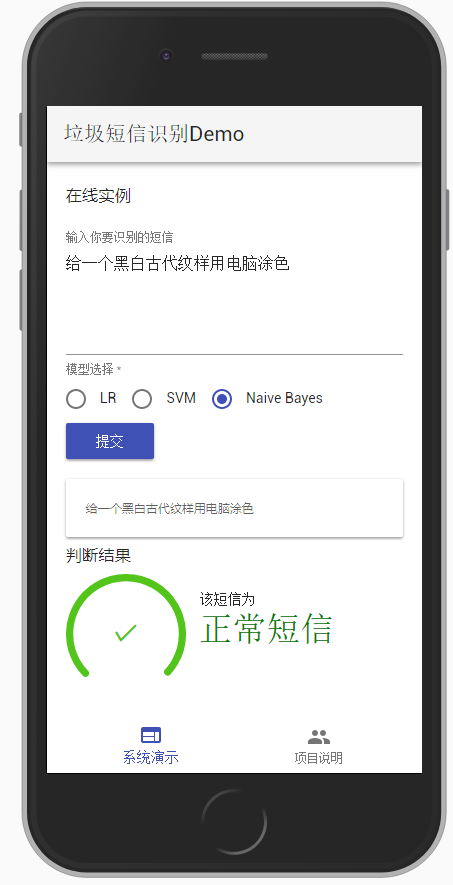 垃圾短信识别Demo
在线实例
输入你要识别的短信
给一个黑白古代纹样用电脑涂色
模型选择 *
LR SVM Naive Bayes
提交
给一个黑白古代纹样用电脑涂色
判断结果
该短信为
正常短信
系统演示 项目说明